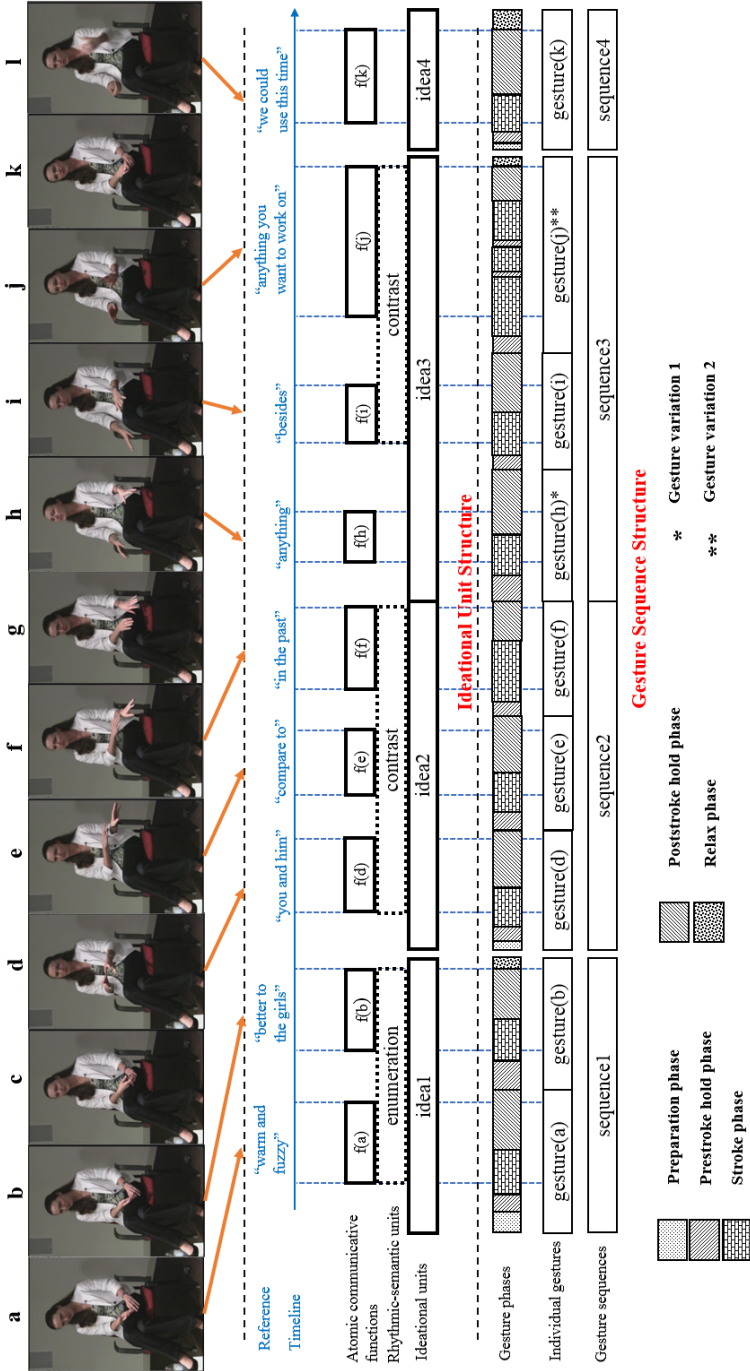 a b c d e f g h i j k l
Reference
“warm and
fuzzy”
“better to
the girls”
“you and him”
“compare to”
“in the past”
“anything”
“besides”
“anything you
want to work on”
“we could
use this time”
Timeline
Atomic communicative
functions
f(a) f(b) f(d) f(e) f(f) f(h) f(i) f(j) f(k)
Rhythmic-semantic units
enumeration contrast contrast
Ideational units
idea1 idea2 idea3 idea4
Ideational Unit Structure
Gesture phases
Individual gestures
gesture(a) gesture(b) gesture(d) gesture(e) gesture(f) gesture(h)* gesture(i) gesture(j)** gesture(k)
Gesture sequences
sequence1 sequence2 sequence3 sequence4
Gesture Sequence Structure
Preparation phase
Prestroke hold phase
Stroke phase
Poststroke hold phase
Relax phase
* Gesture variation 1
** Gesture variation 2